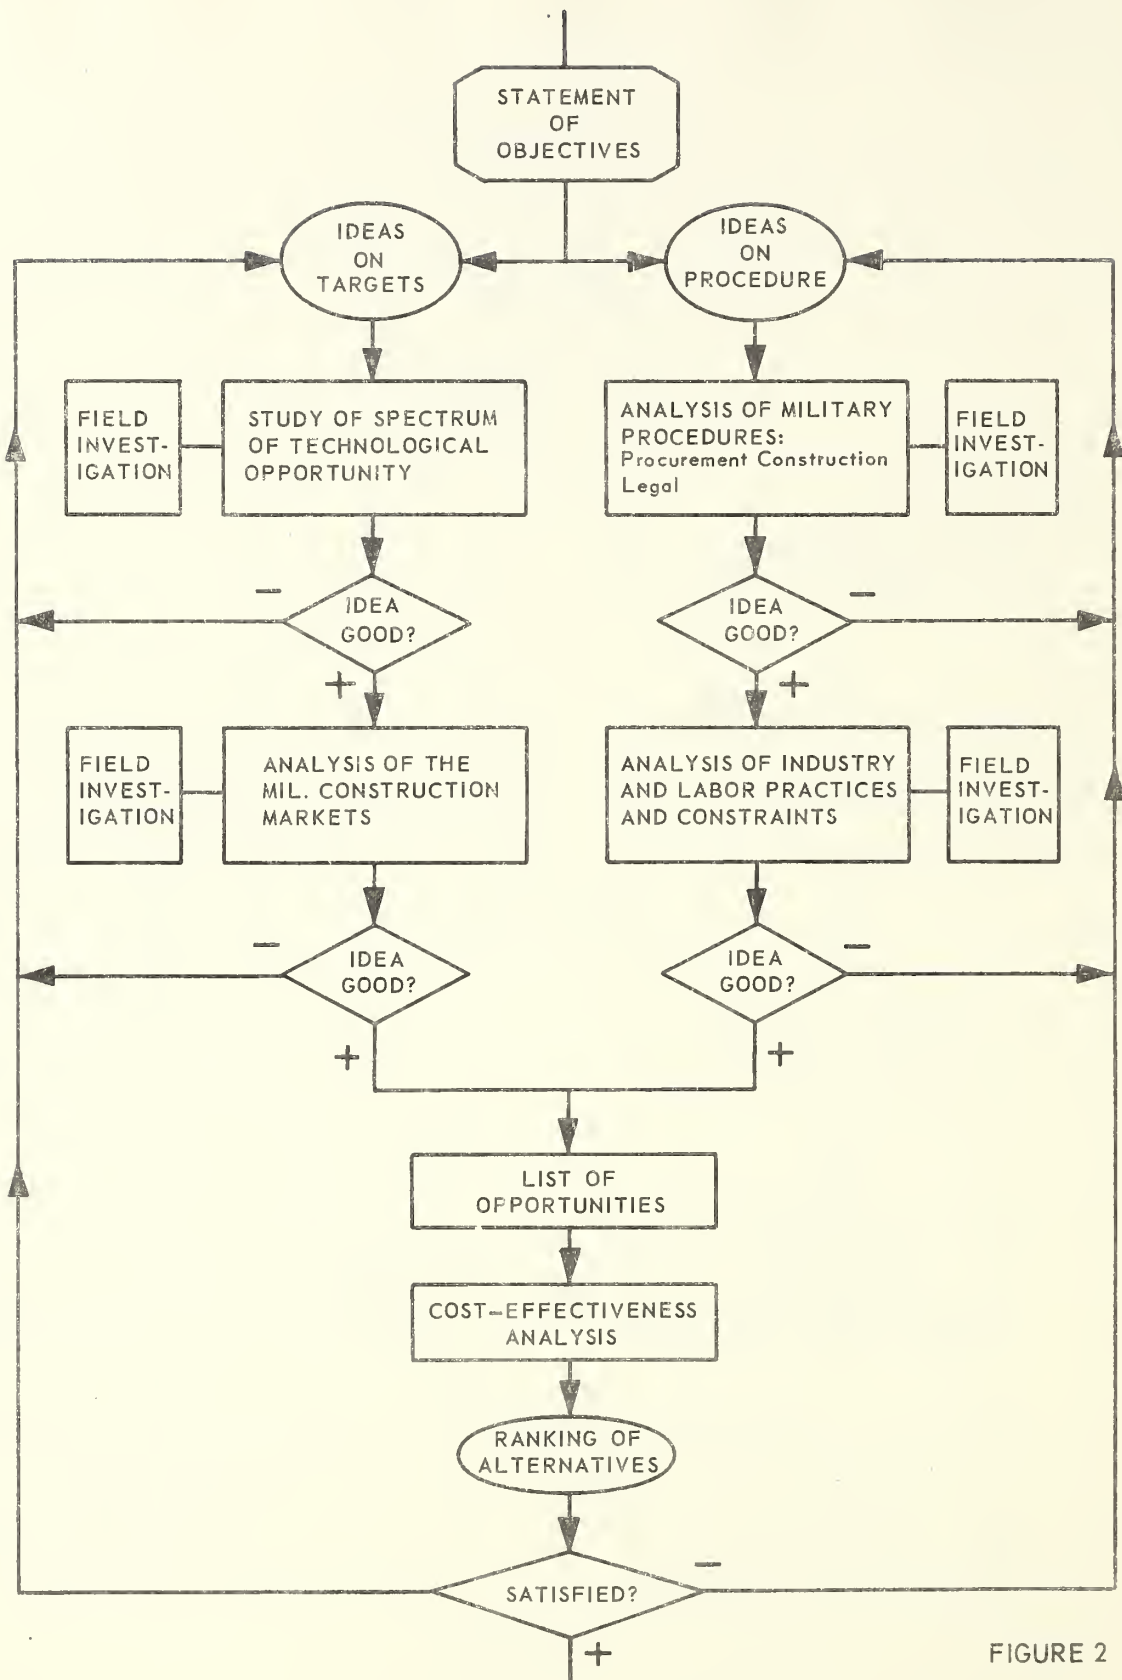 STATEMENT
OF
OBJECTIVES
IDEAS
ON
TARGETS
IDEAS
ON
PROCEDURE
FIELD
INVEST-
IGATION
STUDY OF SPECTRUM
OF TECHNOLOGICAL
OPPORTUNITY
ANALYSIS OF MILITARY
PROCEDURES:
Procurement Construction
Legal
FIELD
INVEST-
IGATION
−
IDEA
GOOD?
+
IDEA
GOOD?
−
+
FIELD
INVEST-
IGATION
ANALYSIS OF THE
MIL. CONSTRUCTION
MARKETS
ANALYSIS OF INDUSTRY
AND LABOR PRACTICES
AND CONSTRAINTS
FIELD
INVEST-
IGATION
−
IDEA
GOOD?
+
IDEA
GOOD?
−
+
LIST OF
OPPORTUNITIES
COST-EFFECTIVENESS
ANALYSIS
RANKING OF
ALTERNATIVES
SATISFIED?
−
+
FIGURE 2